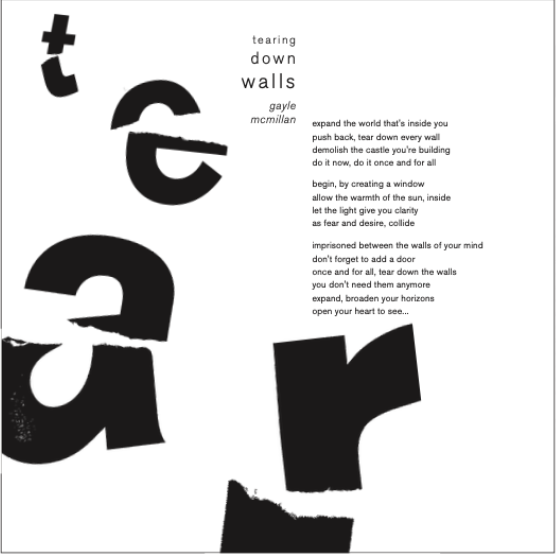 tear
tearing
down
walls
gayle
mcmillan
expand the world that's inside you
push back, tear down every wall
demolish the castle you're building
do it now, do it once and for all
begin, by creating a window
allow the warmth of the sun, inside
let the light give you clarity
as fear and desire, collide
imprisoned between the walls of your mind
don't forget to add a door
once and for all, tear down the walls
you don't need them anymore
expand, broaden your horizons
open your heart to see...